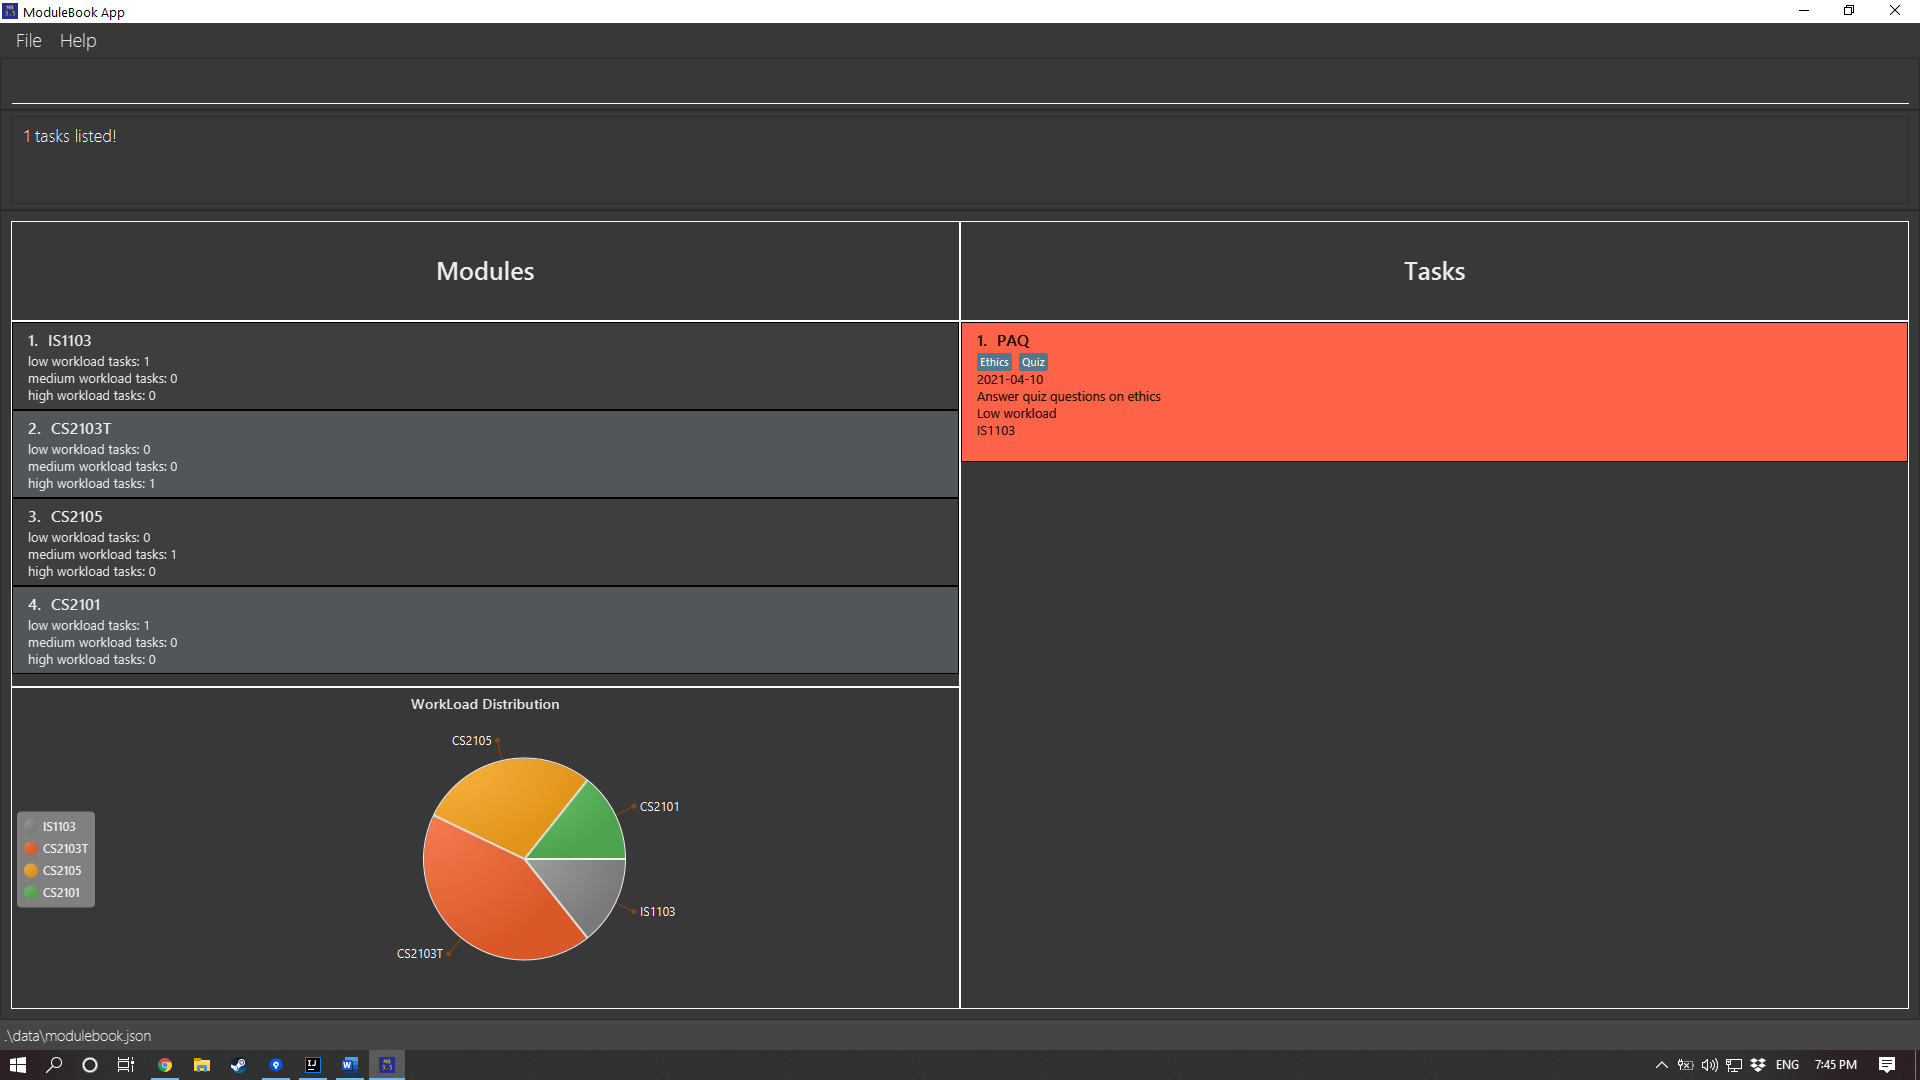 ModuleBook App
File Help
1 tasks listed!
Modules
1. IS1103
low workload tasks: 1
medium workload tasks: 0
high workload tasks: 0
2. CS2103T
low workload tasks: 0
medium workload tasks: 0
high workload tasks: 1
3. CS2105
low workload tasks: 0
medium workload tasks: 1
high workload tasks: 0
4. CS2101
low workload tasks: 1
medium workload tasks: 0
high workload tasks: 0
Tasks
1. PAQ
Ethics Quiz
2021-04-10
Answer quiz questions on ethics
Low workload
IS1103
WorkLoad Distribution
CS2105
CS2101
IS1103
CS2103T
IS1103
CS2103T
CS2105
CS2101
.\data\modulebook.json
ENG 7:45 PM